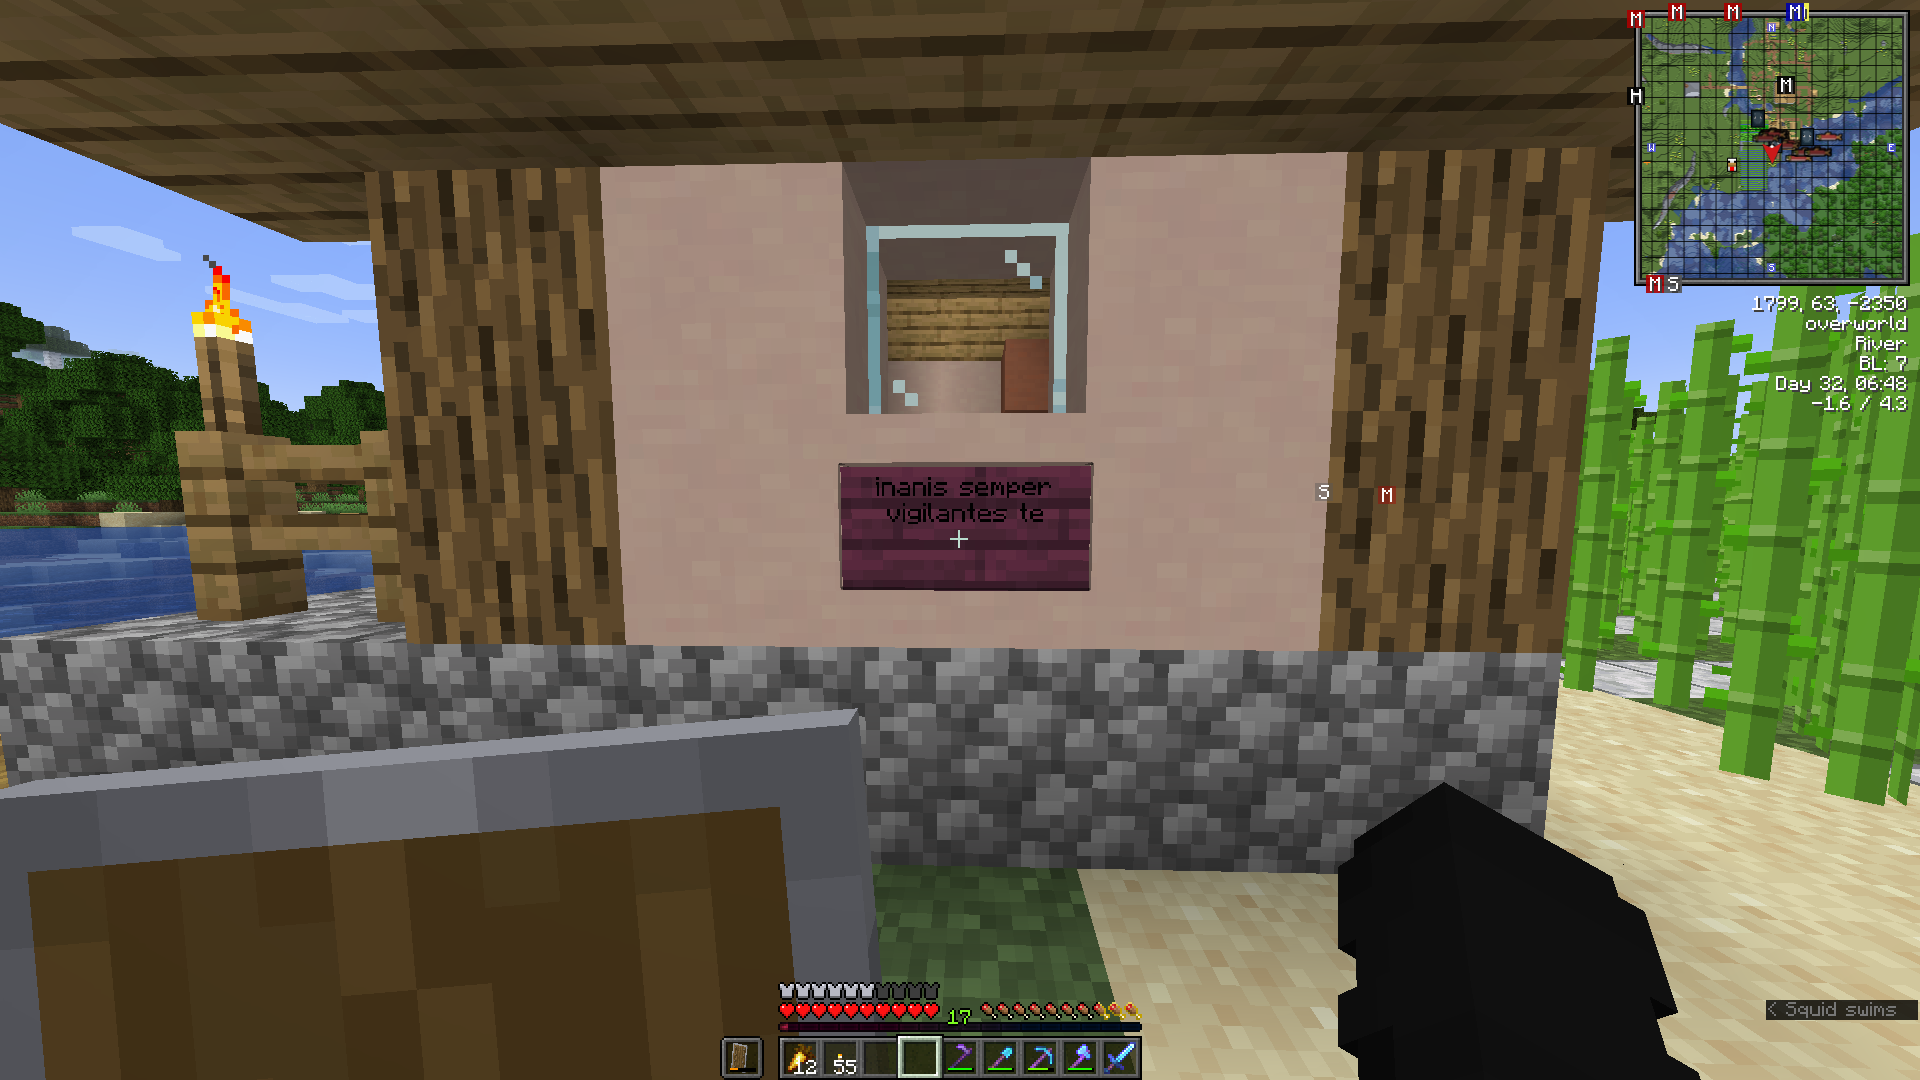 M M M M
N
M
H
W E
S
M S
1799, 63, -2350
overworld
River
BL: 7
Day 32, 06:48
-1.6 / 4.3
inanis semper
vigilantes te
S M
17
< Squid swims
12 55